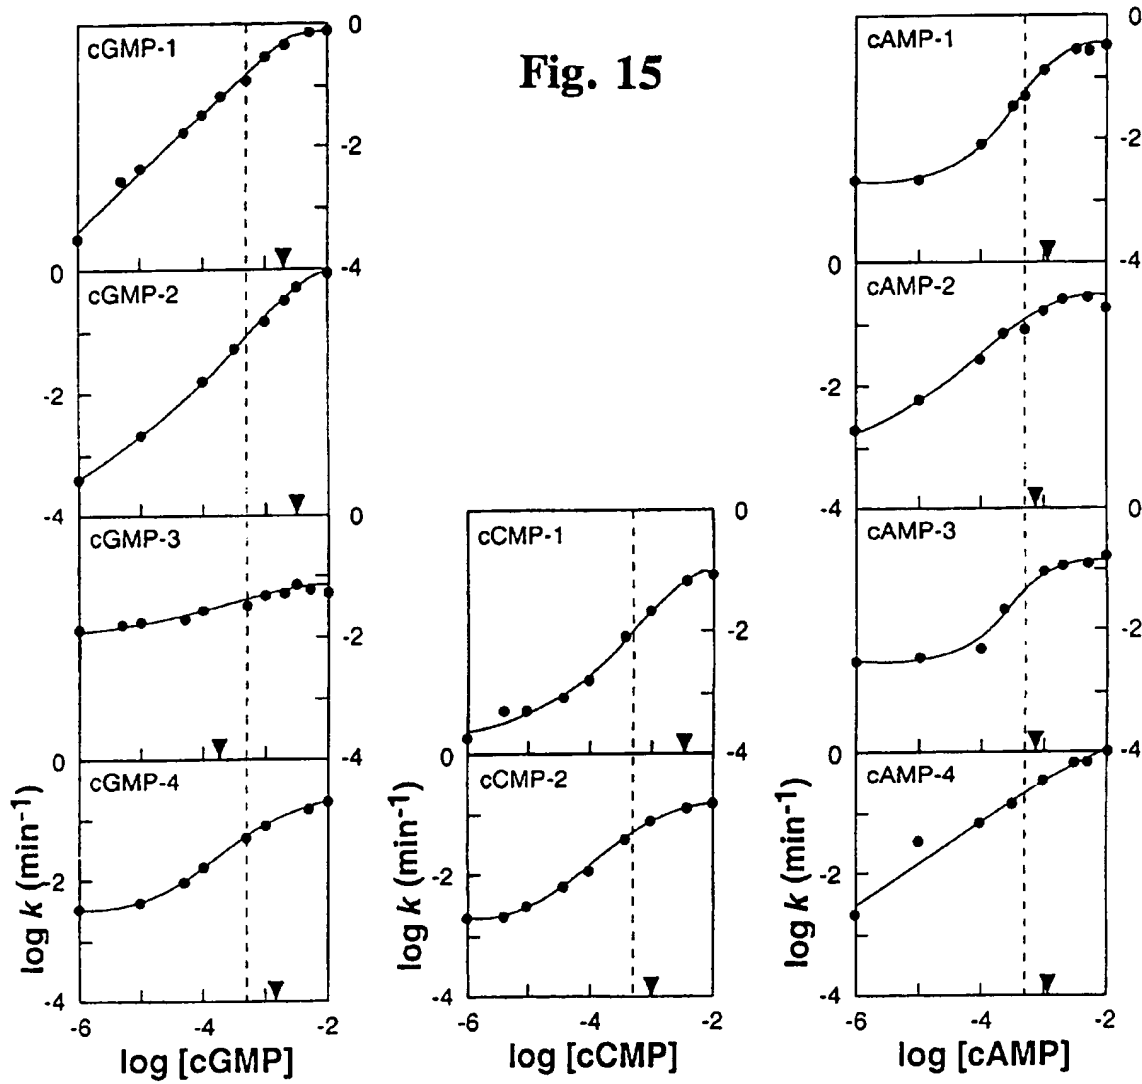 Fig. 15
cGMP-1
0
-2
-4
cGMP-2
0
-2
-4
cGMP-3
0
-2
-4
cGMP-4
0
-2
-4
log k (min⁻¹)
-6
-4
-2
log [cGMP]
cCMP-1
0
-2
-4
cCMP-2
0
-2
-4
log k (min⁻¹)
-6
-4
-2
log [cCMP]
cAMP-1
0
-2
-4
cAMP-2
0
-2
-4
cAMP-3
0
-2
-4
cAMP-4
0
-2
-4
log k (min⁻¹)
-6
-4
-2
log [cAMP]